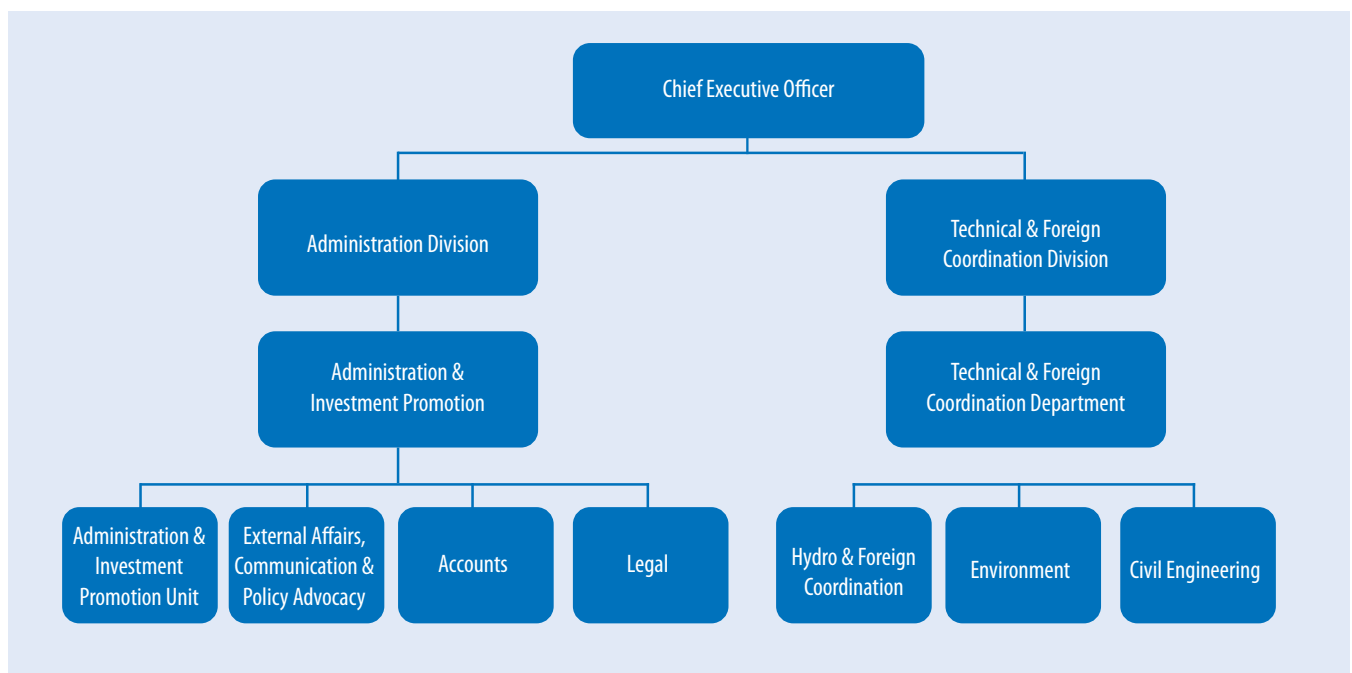 Chief Executive Officer
Administration Division
Technical & Foreign
Coordination Division
Administration &
Investment Promotion
Technical & Foreign
Coordination Department
Administration &
Investment
Promotion Unit
External Affairs,
Communication &
Policy Advocacy
Accounts
Legal
Hydro & Foreign
Coordination
Environment
Civil Engineering